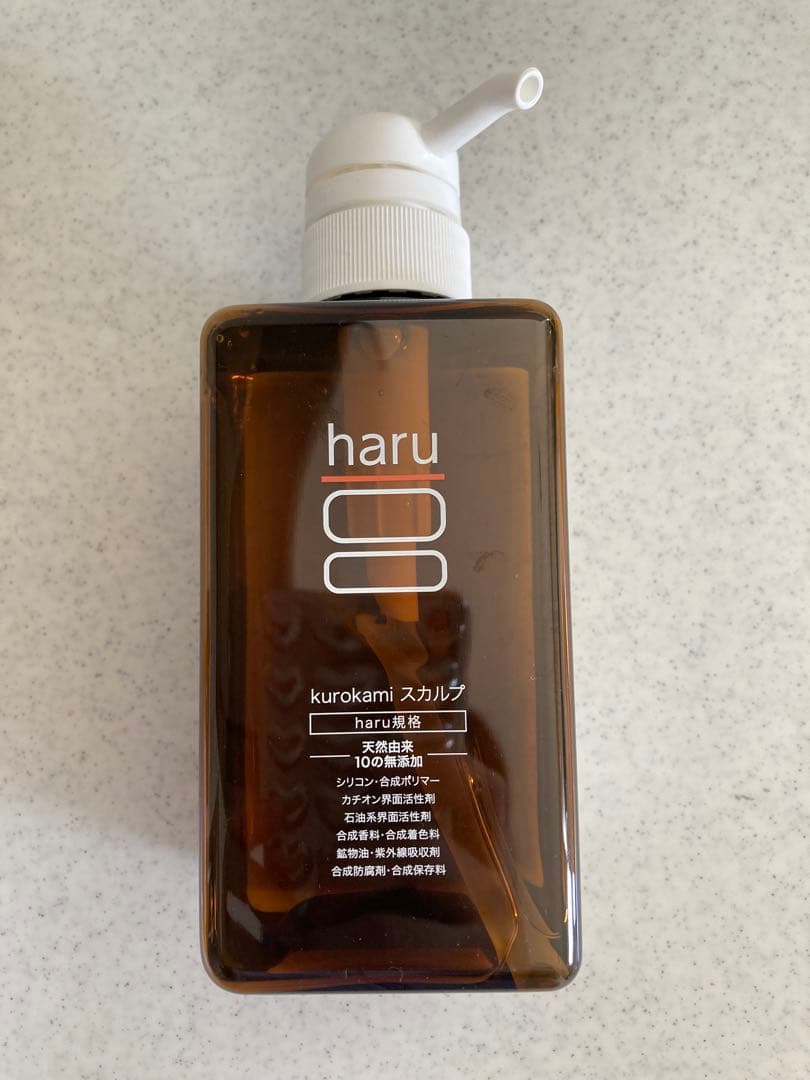 haru
kurokami スカルプ
haru規格
天然由来
10の無添加
シリコン・合成ポリマー
カチオン界面活性剤
石油系界面活性剤
合成香料・合成着色料
鉱物油・紫外線吸収剤
合成防腐剤・合成保存料